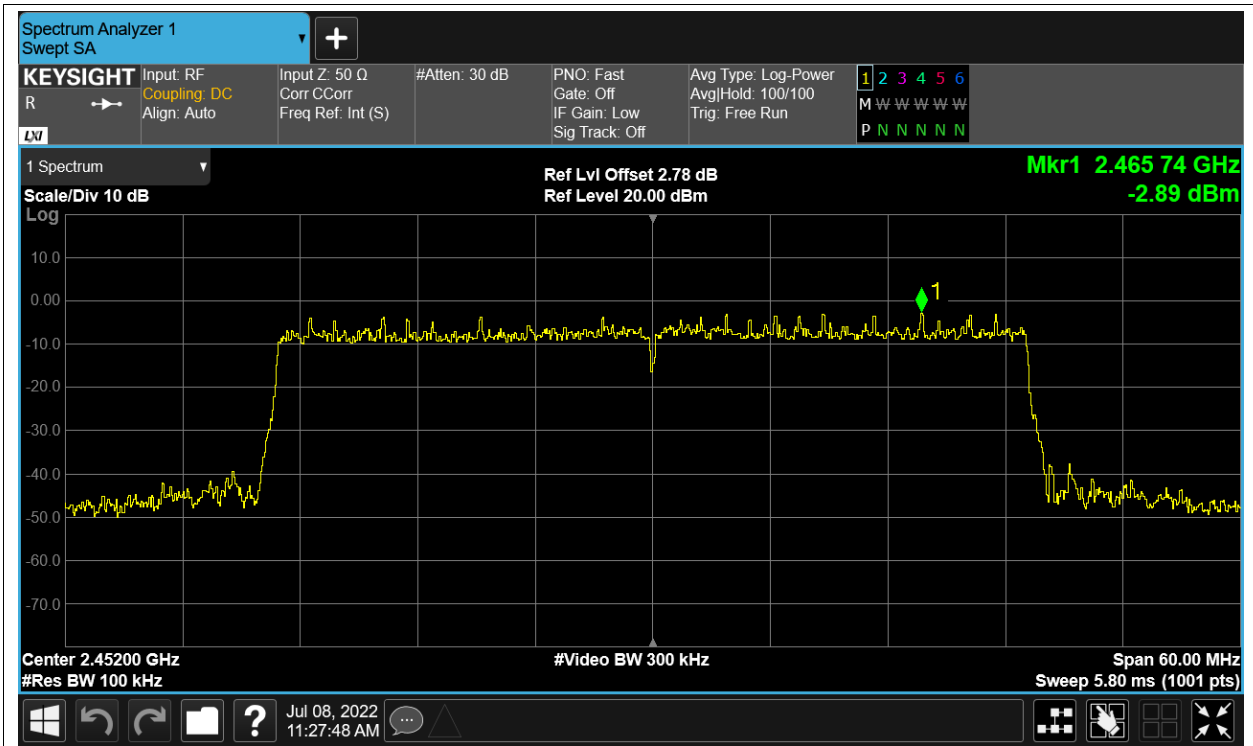 Spectrum Analyzer 1
Swept SA
▼
+
KEYSIGHT Input: RF Input Z: 50 Ω #Atten: 30 dB PNO: Fast Avg Type: Log-Power 1 2 3 4 5 6
R Coupling: DC Corr CCorr Gate: Off Avg|Hold: 100/100 M W W W W W W
Align: Auto Freq Ref: Int (S) IF Gain: Low Trig: Free Run
LXI Sig Track: Off P N N N N N N
1 Spectrum ▼ Ref Lvl Offset 2.78 dB Mkr1 2.465 74 GHz
Scale/Div 10 dB Ref Level 20.00 dBm -2.89 dBm
Log
10.0
0.00
1
-10.0
-20.0
-30.0
-40.0
-50.0
-60.0
-70.0
Center 2.45200 GHz #Video BW 300 kHz Span 60.00 MHz
#Res BW 100 kHz Sweep 5.80 ms (1001 pts)
? Jul 08, 2022
11:27:48 AM